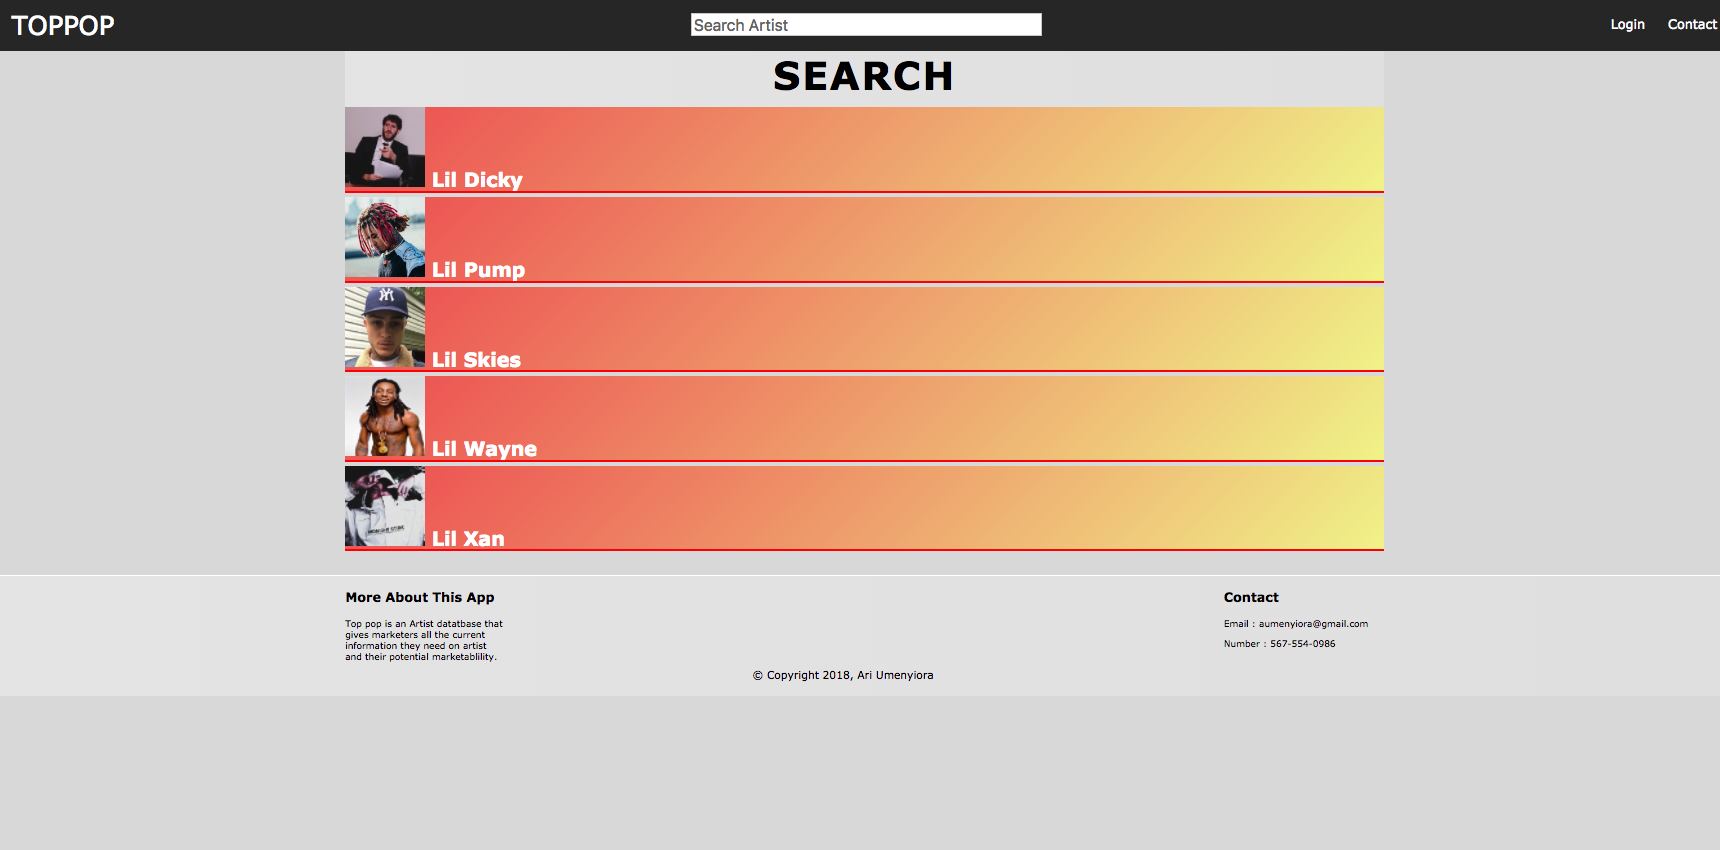 TOPPOP
Search Artist
Login
Contact
SEARCH
Lil Dicky
Lil Pump
Lil Skies
Lil Wayne
Lil Xan
More About This App
Top pop is an Artist datatbase that
gives marketers all the current
information they need on artist
and their potential marketablility.
Contact
Email : aumenyiora@gmail.com
Number : 567-554-0986
© Copyright 2018, Ari Umenyiora